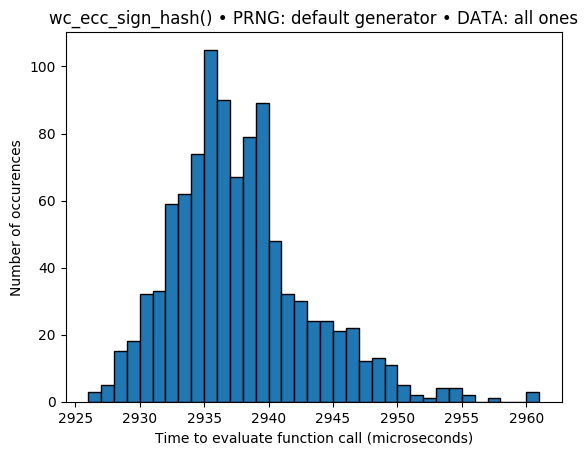 wc_ecc_sign_hash() • PRNG: default generator • DATA: all ones
100
80
60
40
20
0
Number of occurences
2925 2930 2935 2940 2945 2950 2955 2960
Time to evaluate function call (microseconds)